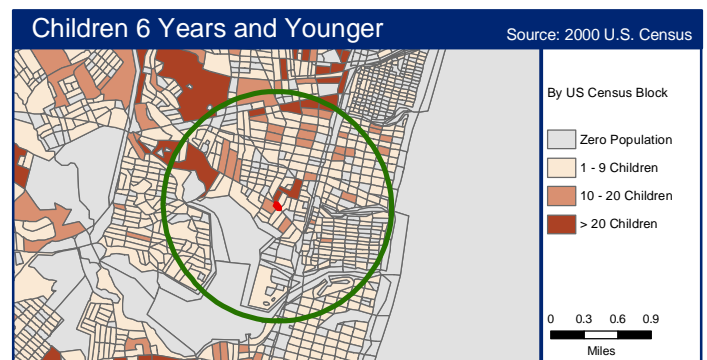 Children 6 Years and Younger
Source: 2000 U.S. Census
By US Census Block
Zero Population
1 - 9 Children
10 - 20 Children
> 20 Children
0 0.3 0.6 0.9
Miles